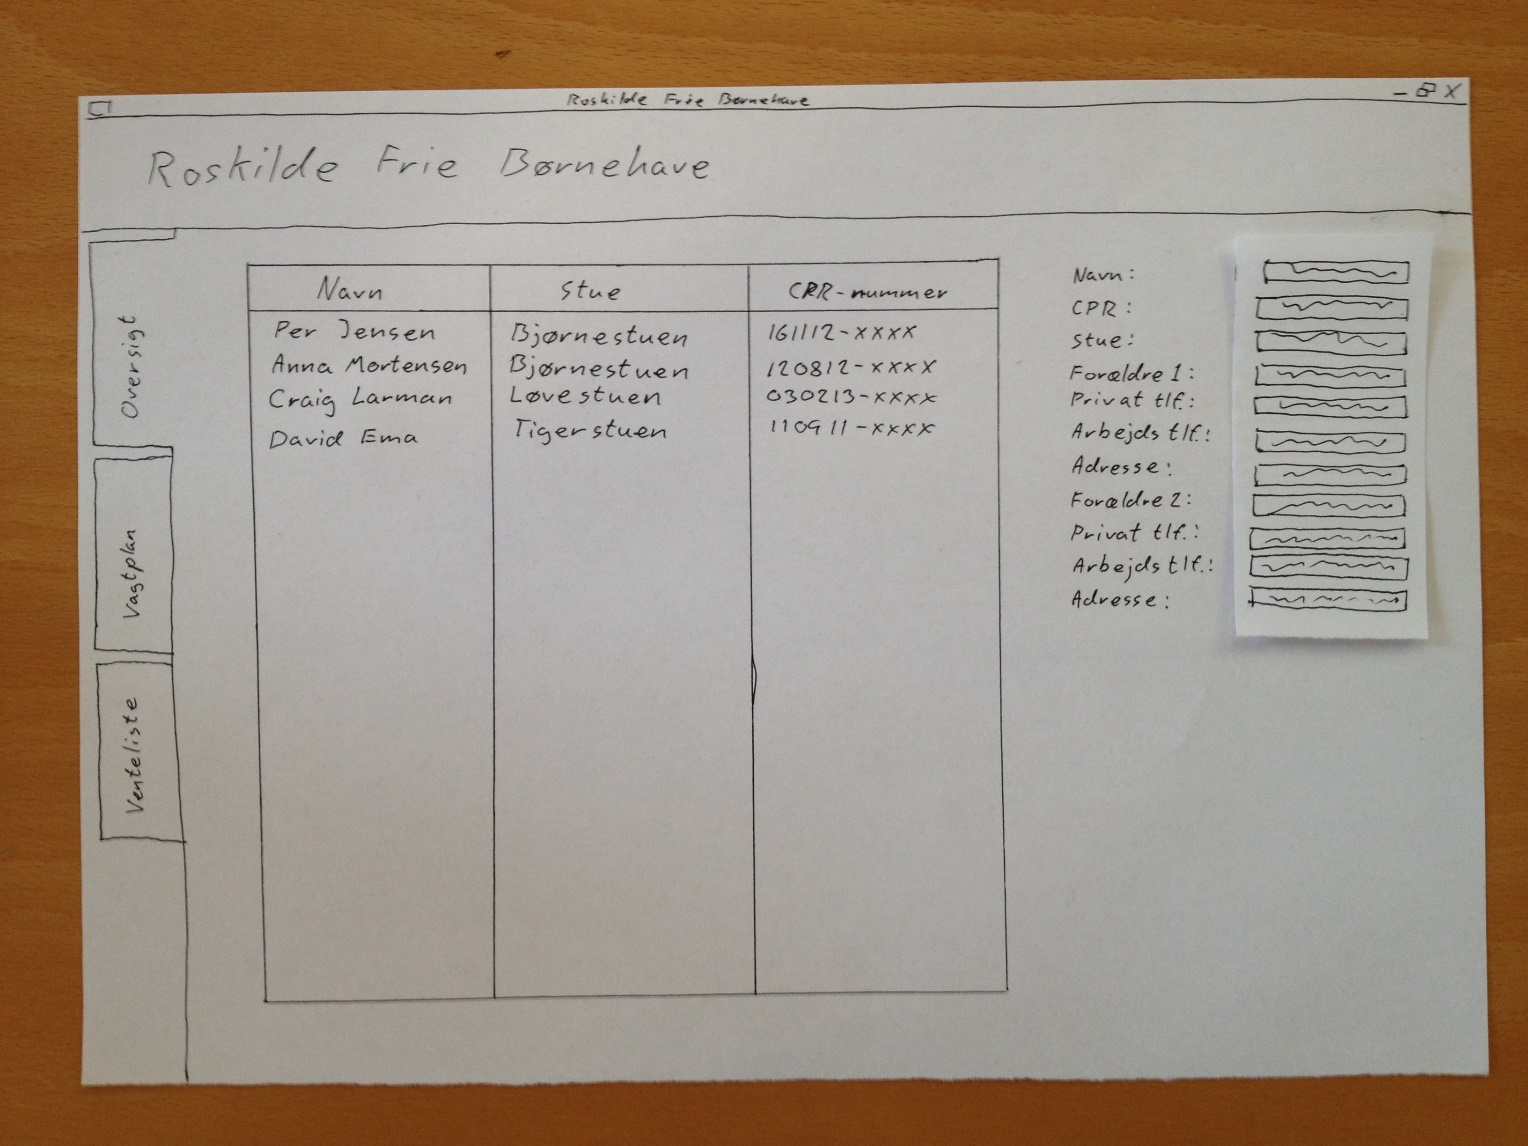 Roskilde Frie Børnehave
X
Roskilde Frie Børnehave
Oversigt
Vagtplan
Venteliste
Navn Stue CRR-nummer
Per Jensen Bjørnestuen 161112-xxxx
Anna Mortensen Bjørnestuen 120812-xxxx
Craig Larman Løvestuen 030213-xxxx
David Ema Tigerstuen 110911-xxxx
Navn:
CPR:
Stue:
Forældre 1:
Privat tlf.:
Arbejds tlf.:
Adresse:
Forældre 2:
Privat tlf.:
Arbejds tlf.:
Adresse: